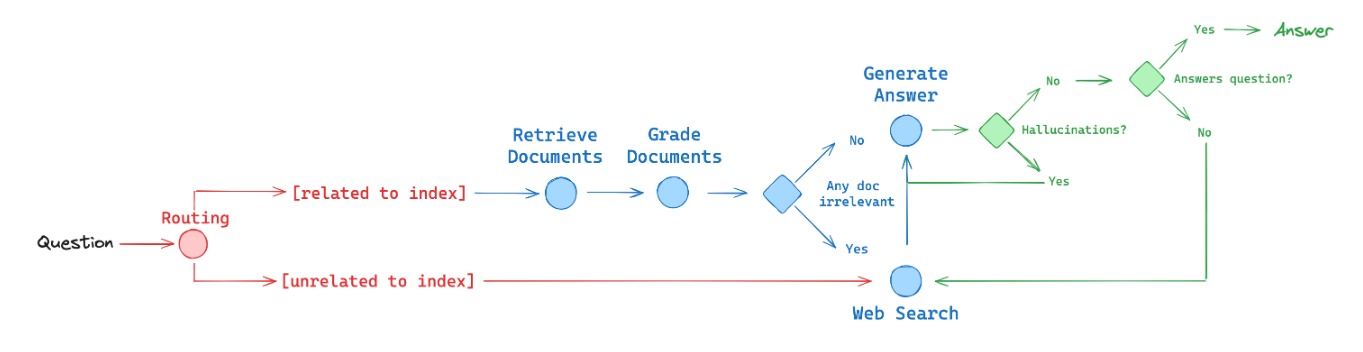 Question
Routing
[related to index]
[unrelated to index]
Retrieve
Documents
Grade
Documents
Any doc
irrelevant
No
Yes
Generate
Answer
Web Search
Hallucinations?
No
Yes
Answers question?
Yes
Answer
No